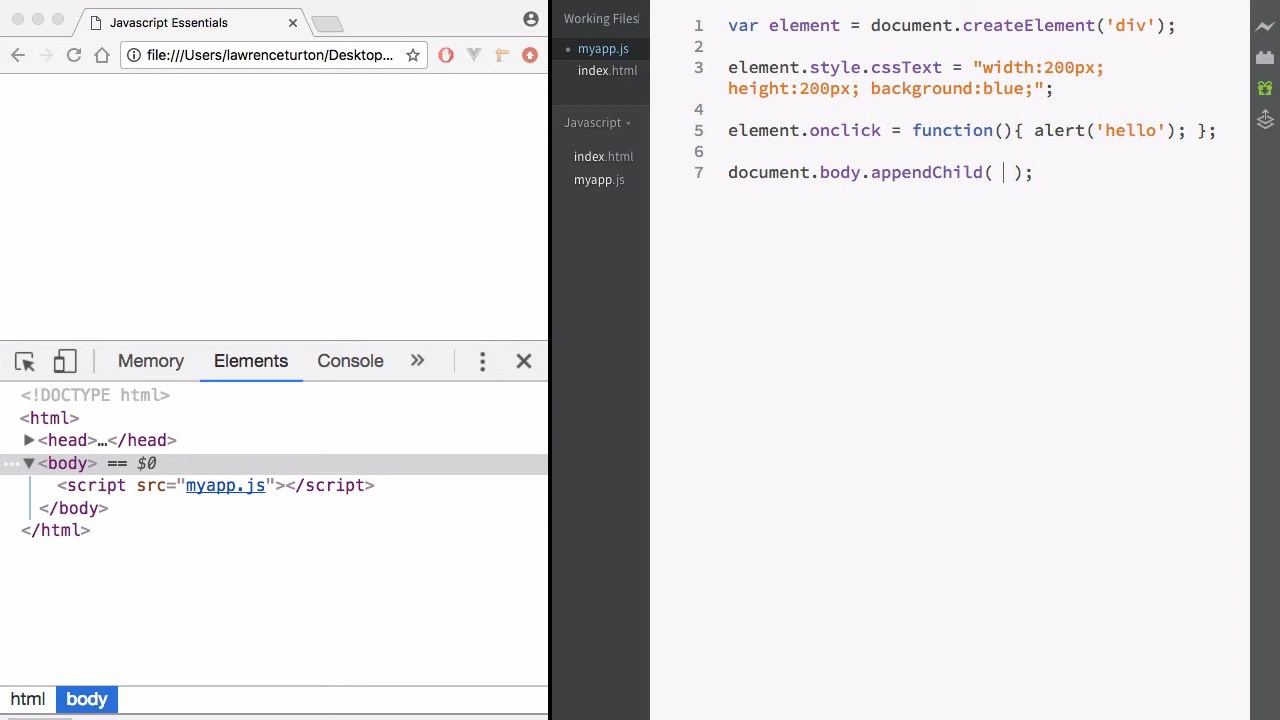 Javascript Essentials
file:///Users/lawrenceturton/Desktop...
Memory
Elements
Console
<!DOCTYPE html>
<html>
<head>…</head>
<body> == $0
<script src="myapp.js"></script>
</body>
</html>
html
body
Working Files
myapp.js
index.html
Javascript
index.html
myapp.js
1 var element = document.createElement('div');
2
3 element.style.cssText = "width:200px;
height:200px; background:blue;";
4
5 element.onclick = function(){ alert('hello'); };
6
7 document.body.appendChild( );